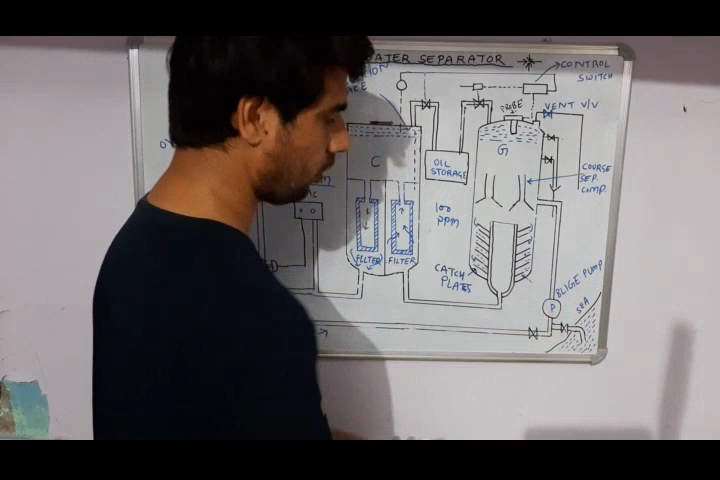 WATER SEPARATOR
CONTROL
SWITCH
PROBE
VENT V/V
C
OIL
STORAGE
G
COURSE
SEP.
COMP.
100
PPM
FILTER
FILTER
CATCH
PLATES
BLIGE PUMP
P
SEA